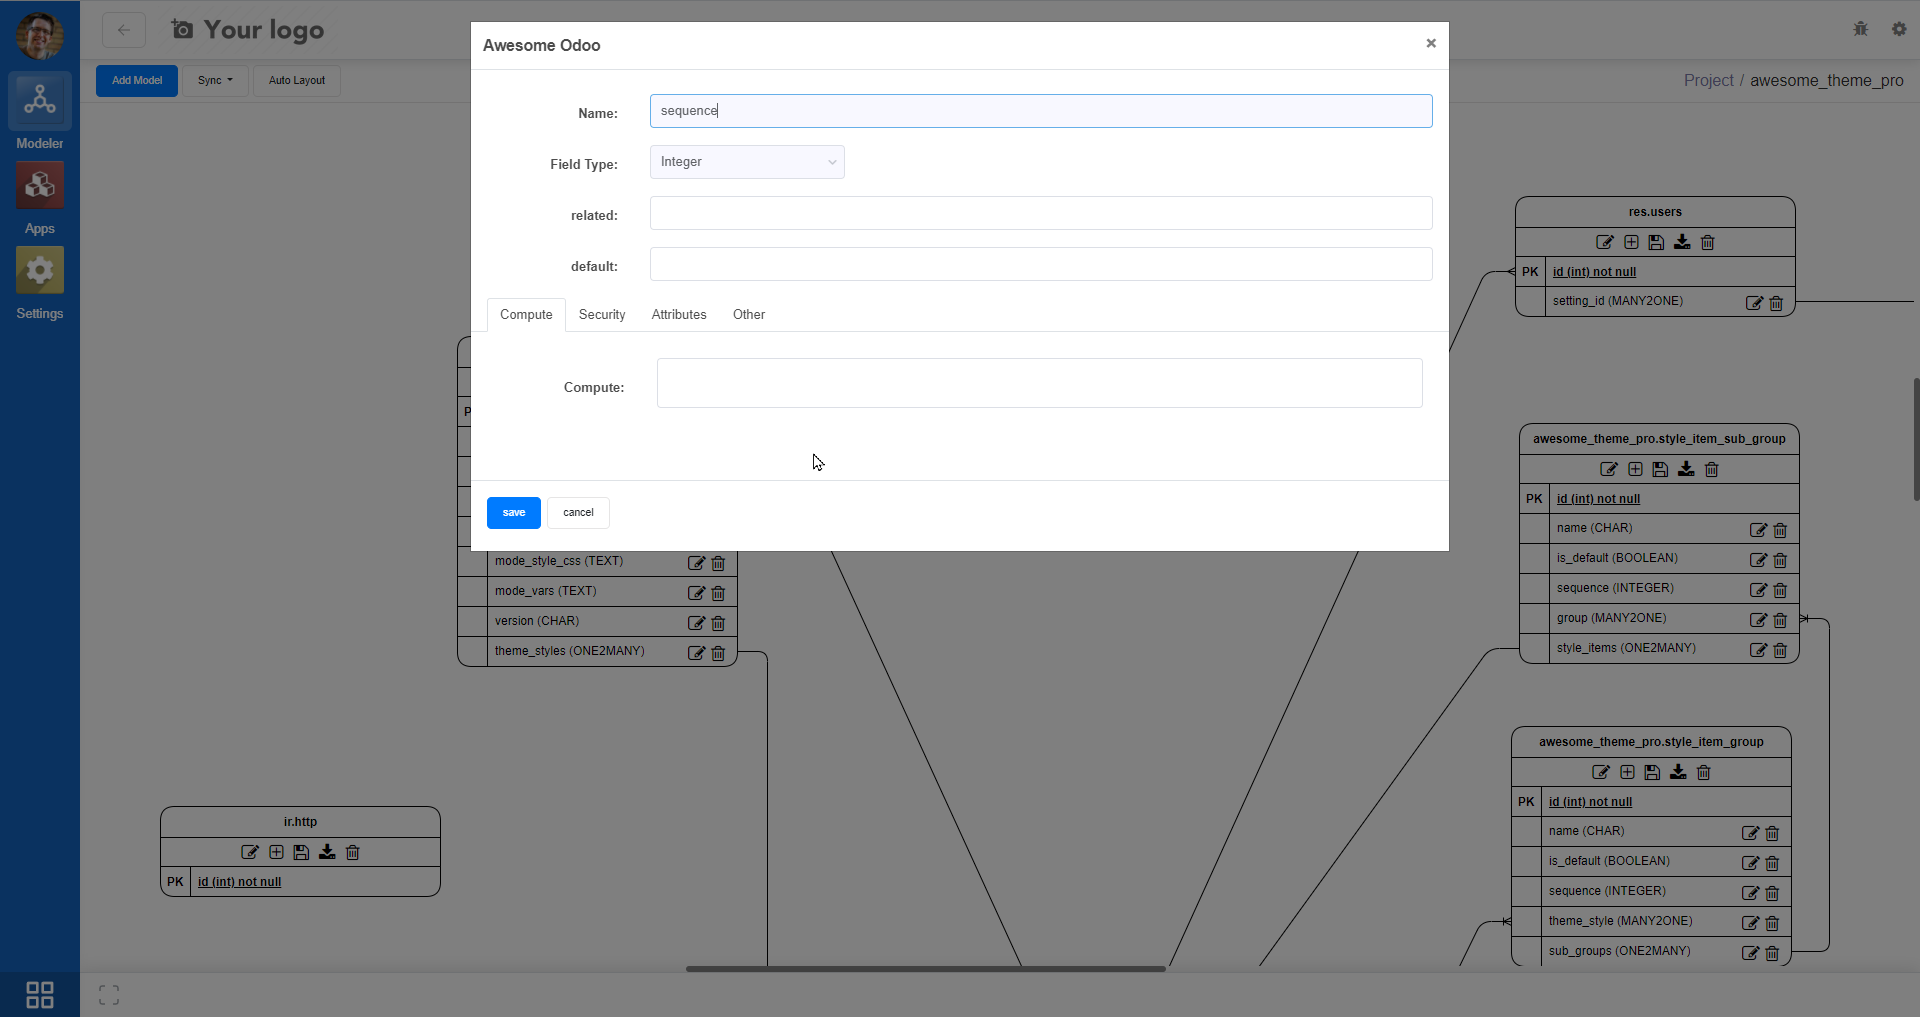 Your logo
Add Model
Sync
Auto Layout
Project / awesome_theme_pro
Modeler
Apps
Settings
Awesome Odoo
×
Name:
sequence
Field Type:
Integer
related:
default:
Compute
Security
Attributes
Other
Compute:
save
cancel
P
mode_style_css (TEXT)
mode_vars (TEXT)
version (CHAR)
theme_styles (ONE2MANY)
ir.http
PK
id (int) not null
res.users
PK
id (int) not null
setting_id (MANY2ONE)
awesome_theme_pro.style_item_sub_group
PK
id (int) not null
name (CHAR)
is_default (BOOLEAN)
sequence (INTEGER)
group (MANY2ONE)
style_items (ONE2MANY)
awesome_theme_pro.style_item_group
PK
id (int) not null
name (CHAR)
is_default (BOOLEAN)
sequence (INTEGER)
theme_style (MANY2ONE)
sub_groups (ONE2MANY)